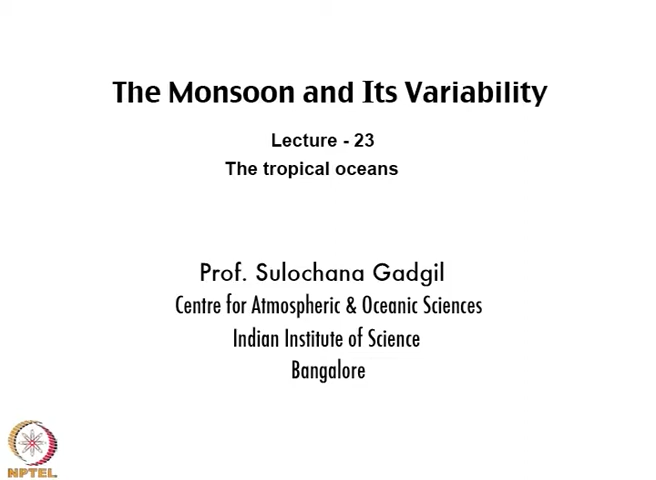 The Monsoon and Its Variability
Lecture - 23
The tropical oceans
Prof. Sulochana Gadgil
Centre for Atmospheric & Oceanic Sciences
Indian Institute of Science
Bangalore
NPTEL